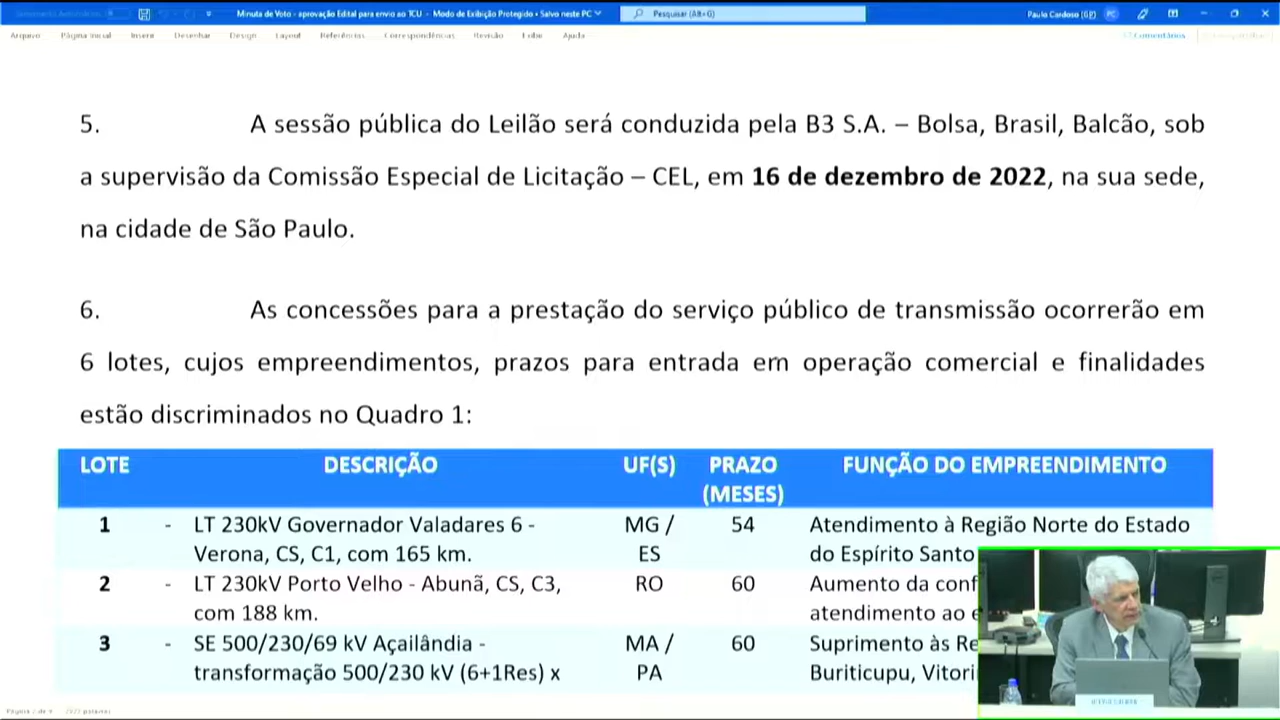 Minuta de Voto - aprovação Edital para envio ao TCU - Modo de Exibição Protegido • Salvo neste PC
Pesquisar (Alt+G)
Paulo Cardoso
PC
Arquivo Página Inicial Inserir Desenhar Design Layout Referências Correspondências Revisão Exibir Ajuda Comentários
5. A sessão pública do Leilão será conduzida pela B3 S.A. – Bolsa, Brasil, Balcão, sob
a supervisão da Comissão Especial de Licitação – CEL, em 16 de dezembro de 2022, na sua sede,
na cidade de São Paulo.
6. As concessões para a prestação do serviço público de transmissão ocorrerão em
6 lotes, cujos empreendimentos, prazos para entrada em operação comercial e finalidades
estão discriminados no Quadro 1:
LOTE DESCRIÇÃO UF(S) PRAZO FUNÇÃO DO EMPREENDIMENTO
(MESES)
1 - LT 230kV Governador Valadares 6 - MG / 54 Atendimento à Região Norte do Estado
Verona, CS, C1, com 165 km. ES do Espírito Santo
2 - LT 230kV Porto Velho - Abunã, CS, C3, RO 60 Aumento da conf
com 188 km. atendimento ao e
3 - SE 500/230/69 kV Açailândia - MA / 60 Suprimento às Re
transformação 500/230 kV (6+1Res) x PA Buriticupu, Vitori